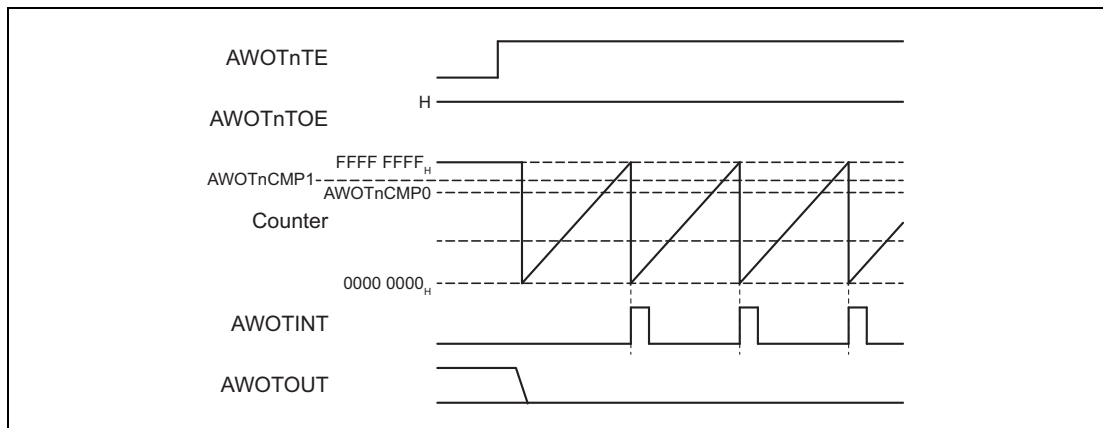 AWOTnTE
H
AWOTnTOE
FFFF FFFFH
AWOTnCMP1
AWOTnCMP0
Counter
0000 0000H
AWOTINT
AWOTOUT